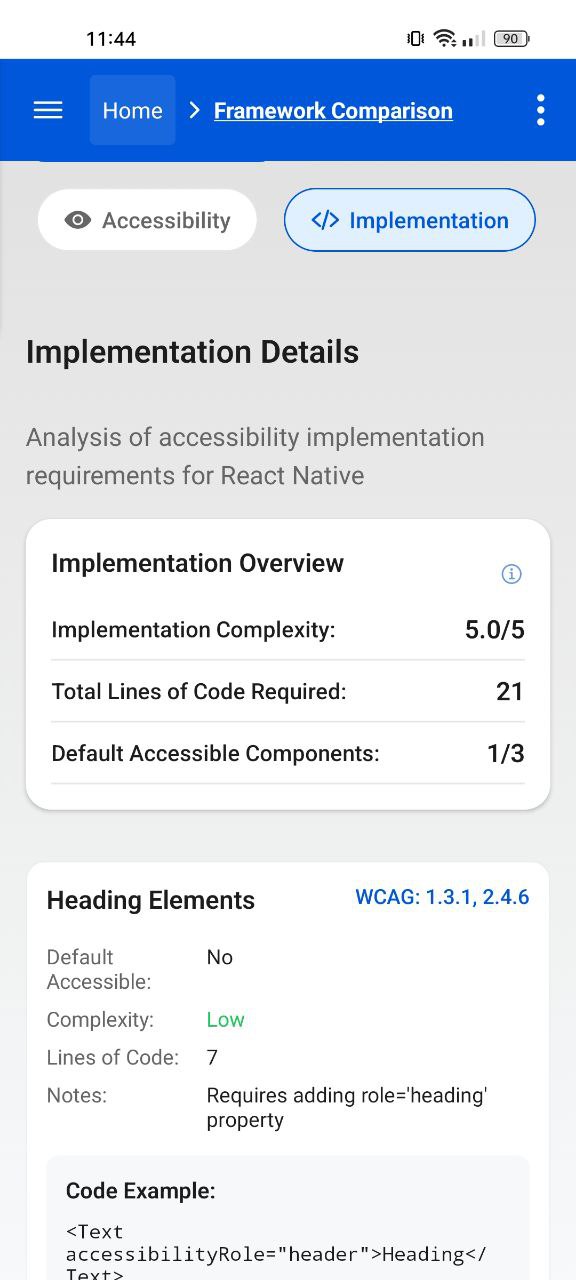 11:44
90
Home
Framework Comparison
Accessibility
</> Implementation
Implementation Details
Analysis of accessibility implementation
requirements for React Native
Implementation Overview
Implementation Complexity: 5.0/5
Total Lines of Code Required: 21
Default Accessible Components: 1/3
Heading Elements WCAG: 1.3.1, 2.4.6
Default
Accessible: No
Complexity: Low
Lines of Code: 7
Notes: Requires adding role='heading'
property
Code Example:
<Text
accessibilityRole="header">Heading</
Text>